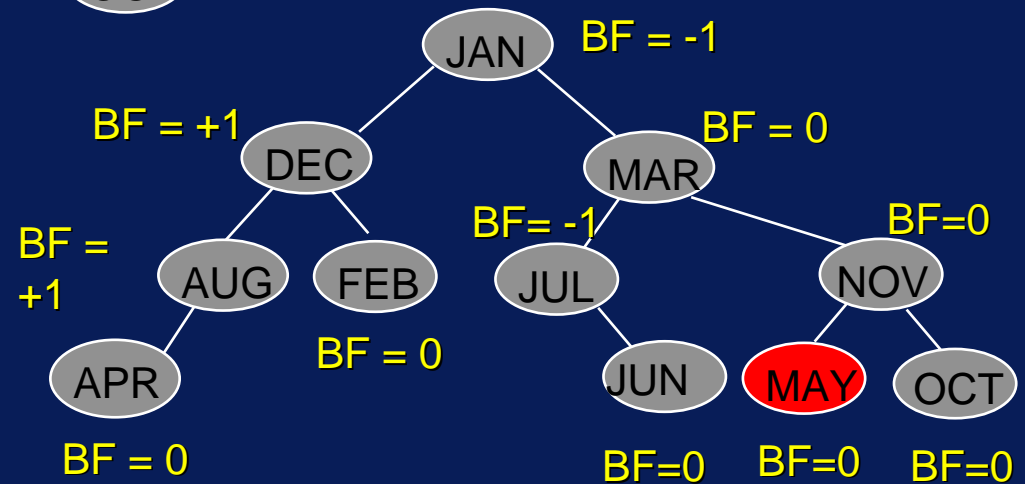 JAN
BF = -1
BF = +1
DEC
BF = 0
MAR
BF= -1
BF=0
BF =
+1
AUG
FEB
JUL
NOV
BF = 0
APR
JUN
MAY
OCT
BF = 0
BF=0
BF=0
BF=0